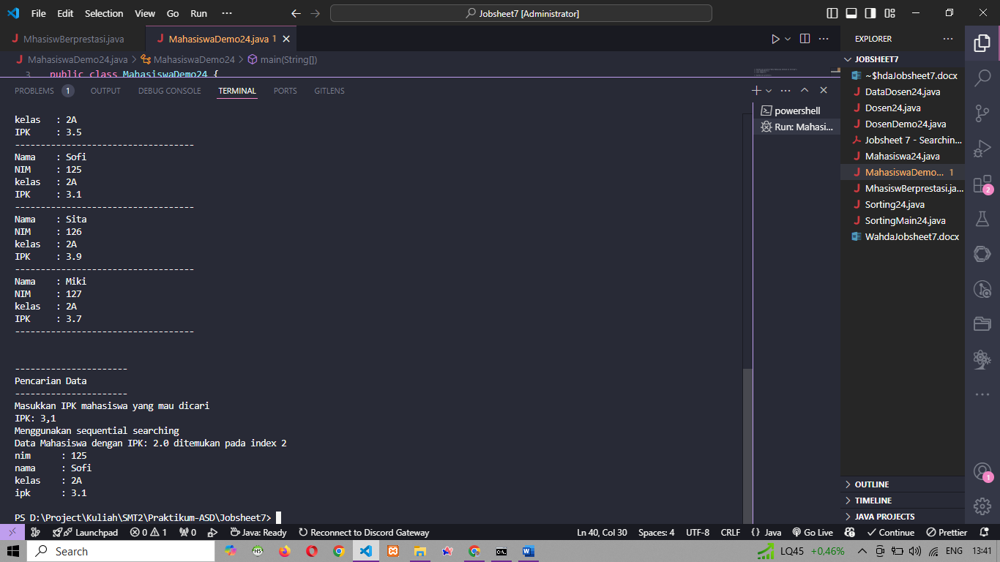 File Edit Selection View Go Run ··· Jobsheet7 [Administrator]
MhasiswBerprestasi.java MahasiswaDemo24.java 1
MahasiswaDemo24.java > MahasiswaDemo24 > main(String[])
3 public class MahasiswaDemo24 {
PROBLEMS 1 OUTPUT DEBUG CONSOLE TERMINAL PORTS GITLENS
kelas : 2A
IPK : 3.5
-----------------------------------
Nama : Sofi
NIM : 125
kelas : 2A
IPK : 3.1
-----------------------------------
Nama : Sita
NIM : 126
kelas : 2A
IPK : 3.9
-----------------------------------
Nama : Miki
NIM : 127
kelas : 2A
IPK : 3.7
-----------------------------------
----------------------
Pencarian Data
----------------------
Masukkan IPK mahasiswa yang mau dicari
IPK: 3,1
Menggunakan sequential searching
Data Mahasiswa dengan IPK: 2.0 ditemukan pada index 2
nim : 125
nama : Sofi
kelas : 2A
ipk : 3.1
PS D:\Project\Kuliah\SMT2\Praktikum-ASD\Jobsheet7>
powershell
Run: Mahasi...
EXPLORER
JOBSHEET7
~$hdaJobsheet7.docx
DataDosen24.java
Dosen24.java
DosenDemo24.java
Jobsheet 7 - Searchin...
Mahasiswa24.java
MahasiswaDemo... 1
MhasiswBerprestasi.ja...
Sorting24.java
SortingMain24.java
WahdaJobsheet7.docx
OUTLINE
TIMELINE
JAVA PROJECTS
2
1
Launchpad 0 1 0 Java: Ready Reconnect to Discord Gateway Ln 40, Col 30 Spaces: 4 UTF-8 CRLF {} Java Go Live Continue Prettier
Search LQ45 +0,46% ENG 13:41